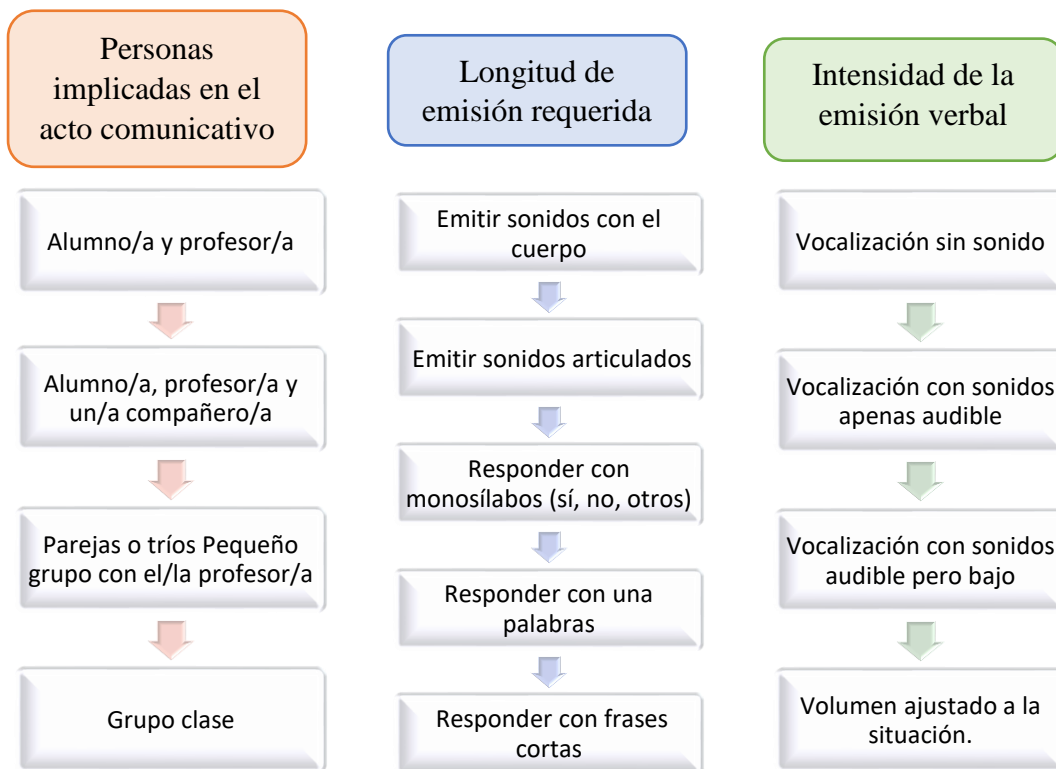 Personas
implicadas en el
acto comunicativo
Alumno/a y profesor/a
Alumno/a, profesor/a y
un/a compañero/a
Parejas o tríos Pequeño
grupo con el/la profesor/a
Grupo clase
Longitud de
emisión requerida
Emitir sonidos con el
cuerpo
Emitir sonidos articulados
Responder con
monosílabos (sí, no, otros)
Responder con una
palabras
Responder con frases
cortas
Intensidad de la
emisión verbal
Vocalización sin sonido
Vocalización con sonidos
apenas audible
Vocalización con sonidos
audible pero bajo
Volumen ajustado a la
situación.